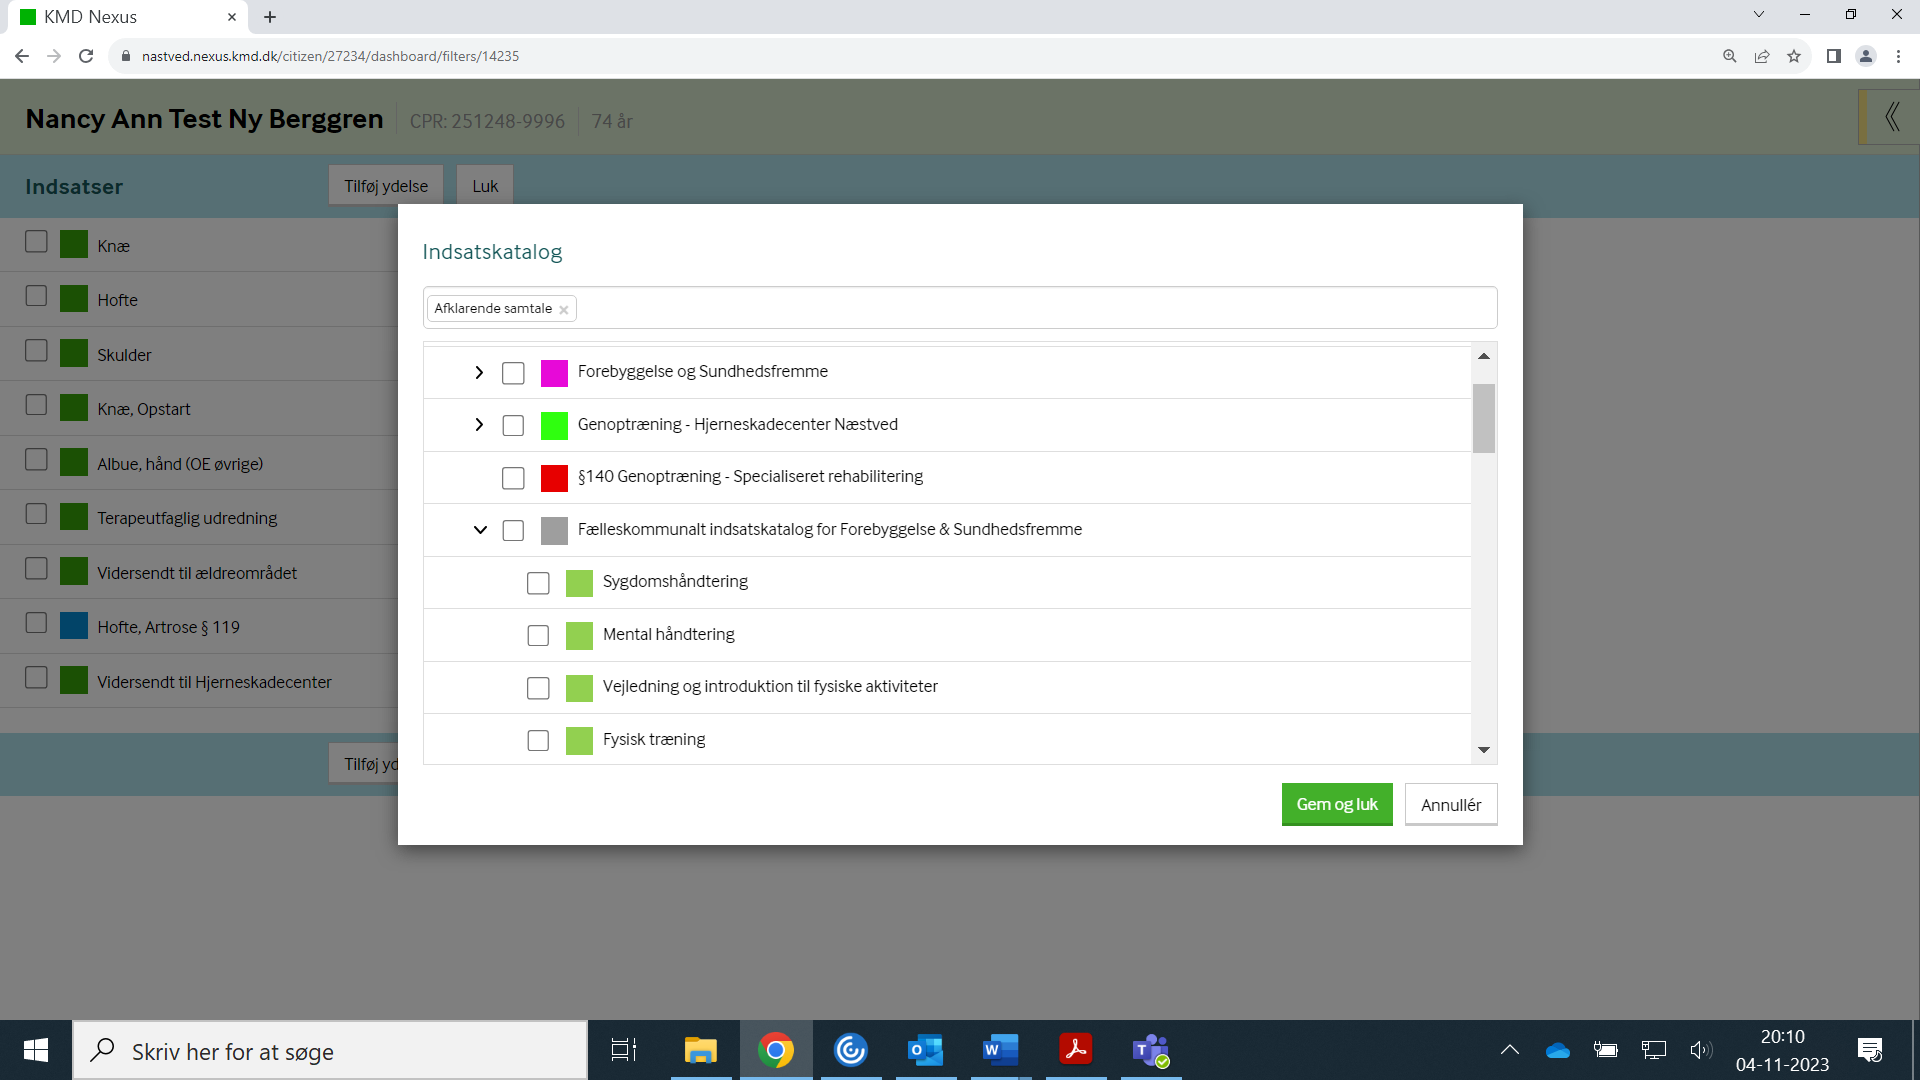 KMD Nexus
nastved.nexus.kmd.dk/citizen/27234/dashboard/filters/14235
Nancy Ann Test Ny Berggren CPR: 251248-9996 74 år
Indsatser Tilføj ydelse Luk
Knæ
Hofte
Skulder
Knæ, Opstart
Albue, hånd (OE øvrige)
Terapeutfaglig udredning
Vidersendt til ældreområdet
Hofte, Artrose § 119
Vidersendt til Hjerneskadecenter
Tilføj yd
Indsatskatalog
Afklarende samtale
Forebyggelse og Sundhedsfremme
Genoptræning - Hjerneskadecenter Næstved
§140 Genoptræning - Specialiseret rehabilitering
Fælleskommunalt indsatskatalog for Forebyggelse & Sundhedsfremme
Sygdomshåndtering
Mental håndtering
Vejledning og introduktion til fysiske aktiviteter
Fysisk træning
Gem og luk Annullér
Skriv her for at søge
20:10
04-11-2023